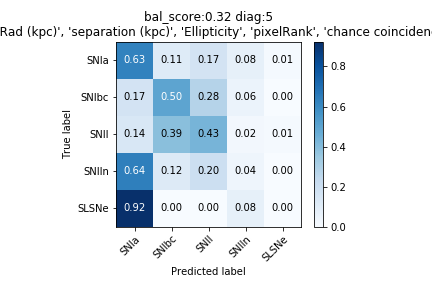 bal_score:0.32 diag:5
Rad (kpc)', 'separation (kpc)', 'Ellipticity', 'pixelRank', 'chance coinciden
True label
SNIa 0.63 0.11 0.17 0.08 0.01
SNIbc 0.17 0.50 0.28 0.06 0.00
SNII 0.14 0.39 0.43 0.02 0.01
SNIIn 0.64 0.12 0.20 0.04 0.00
SLSNe 0.92 0.00 0.00 0.08 0.00
SNIa SNIbc SNII SNIIn SLSNe
Predicted label
0.8
0.6
0.4
0.2
0.0